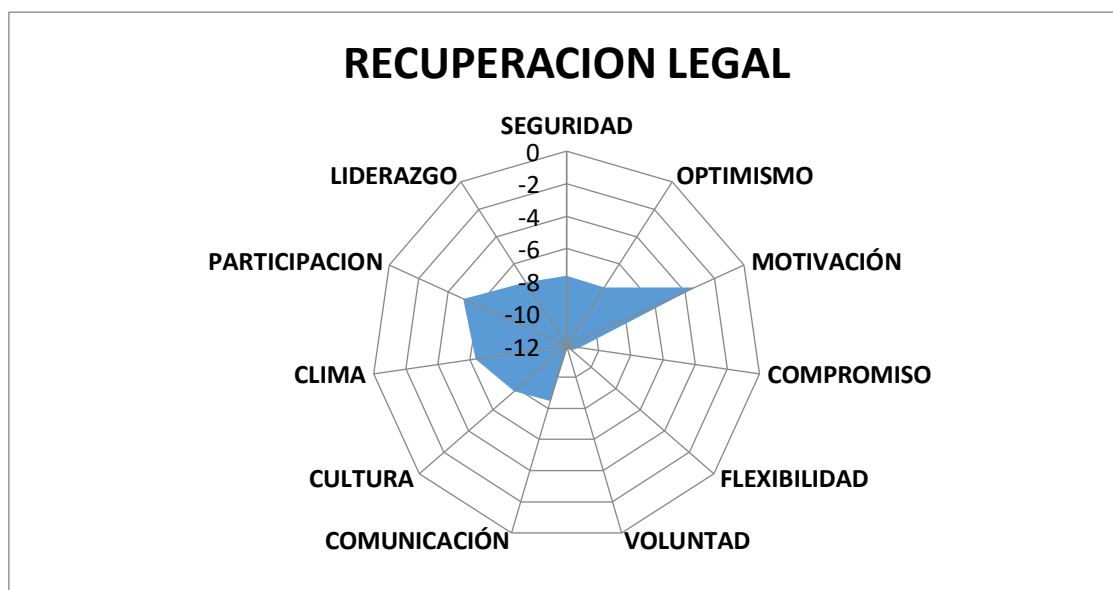 RECUPERACION LEGAL
SEGURIDAD
0
LIDERAZGO
OPTIMISMO
-2
-4
PARTICIPACION
MOTIVACIÓN
-6
-8
-10
-12
CLIMA
COMPROMISO
CULTURA
FLEXIBILIDAD
COMUNICACIÓN
VOLUNTAD